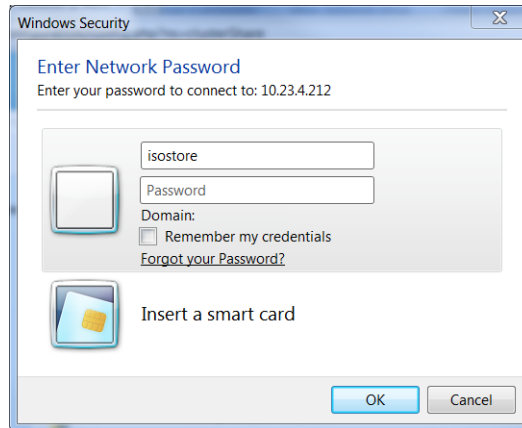 Windows Security
Enter Network Password
Enter your password to connect to: 10.23.4.212
isostore
Password
Domain:
Remember my credentials
Forgot your Password?
Insert a smart card
OK
Cancel